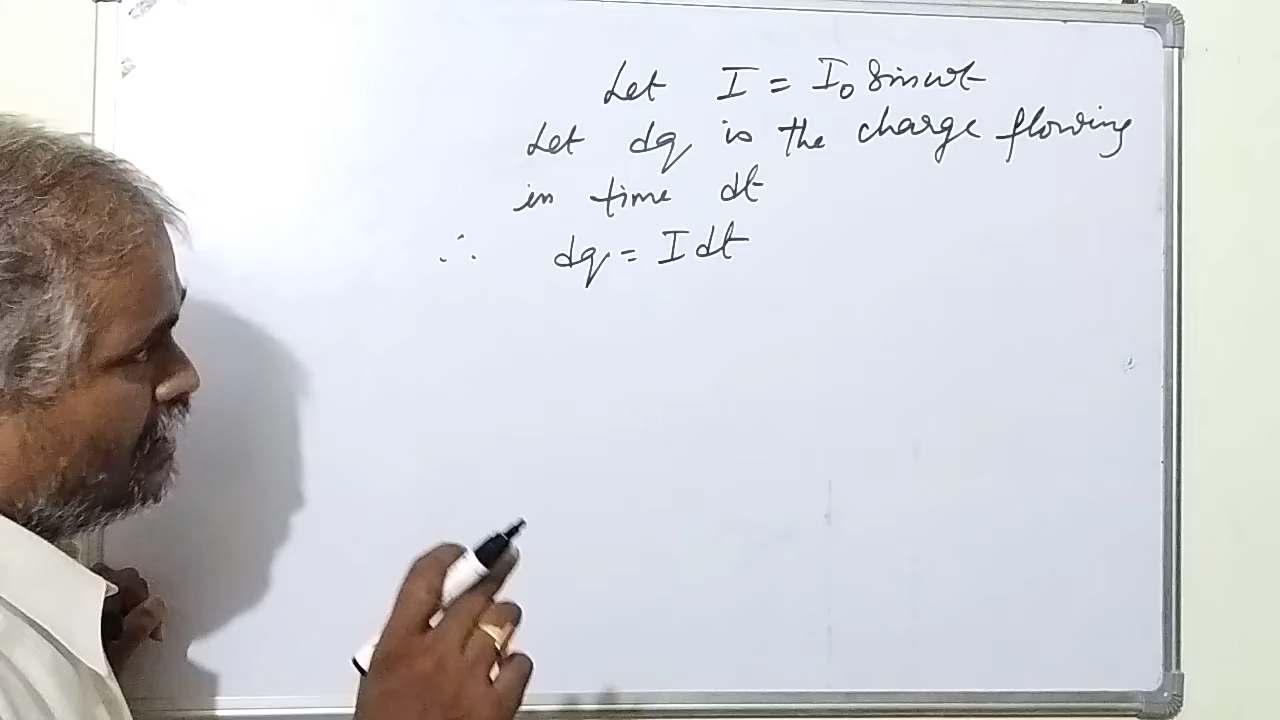 Let I = I₀ sinωt
Let dq is the charge flowing
in time dt
∴ dq = I dt